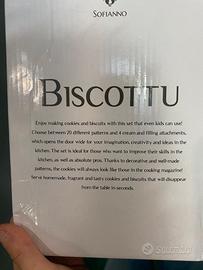 SOFIANNO
BISCOTTU
Enjoy making cookies and biscuits with this set that even kids can use!
Choose between 20 different patterns and 4 cream and filling attachments,
which opens the door wide for your imagination, creativity and ideas in the
kitchen. The set is ideal for those who want to improve their skills in the
kitchen, as well as absolute pros. Thanks to decorative and well-made
patterns, the cookies will always look like those in the cooking magazine!
Serve homemade, fragrant and tasty cookies and biscuits that will disappear
from the table in seconds.
subito